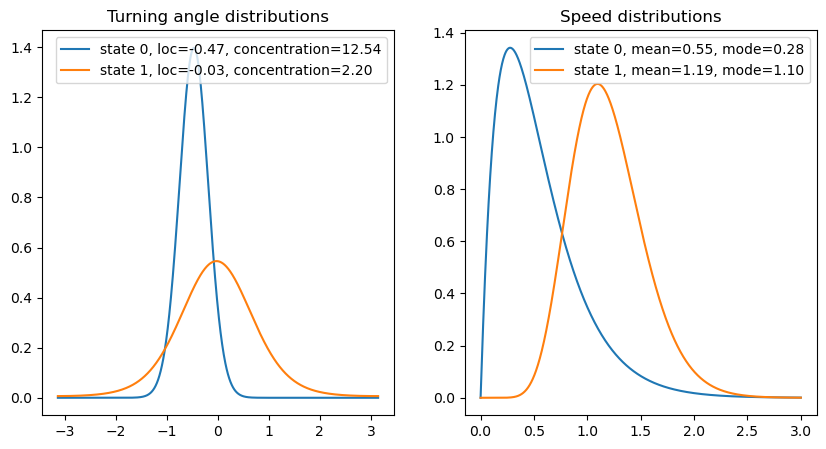 Turning angle distributions
state 0, loc=-0.47, concentration=12.54
state 1, loc=-0.03, concentration=2.20
1.4
1.2
1.0
0.8
0.6
0.4
0.2
0.0
−3 −2 −1 0 1 2 3
Speed distributions
state 0, mean=0.55, mode=0.28
state 1, mean=1.19, mode=1.10
1.4
1.2
1.0
0.8
0.6
0.4
0.2
0.0
0.0 0.5 1.0 1.5 2.0 2.5 3.0